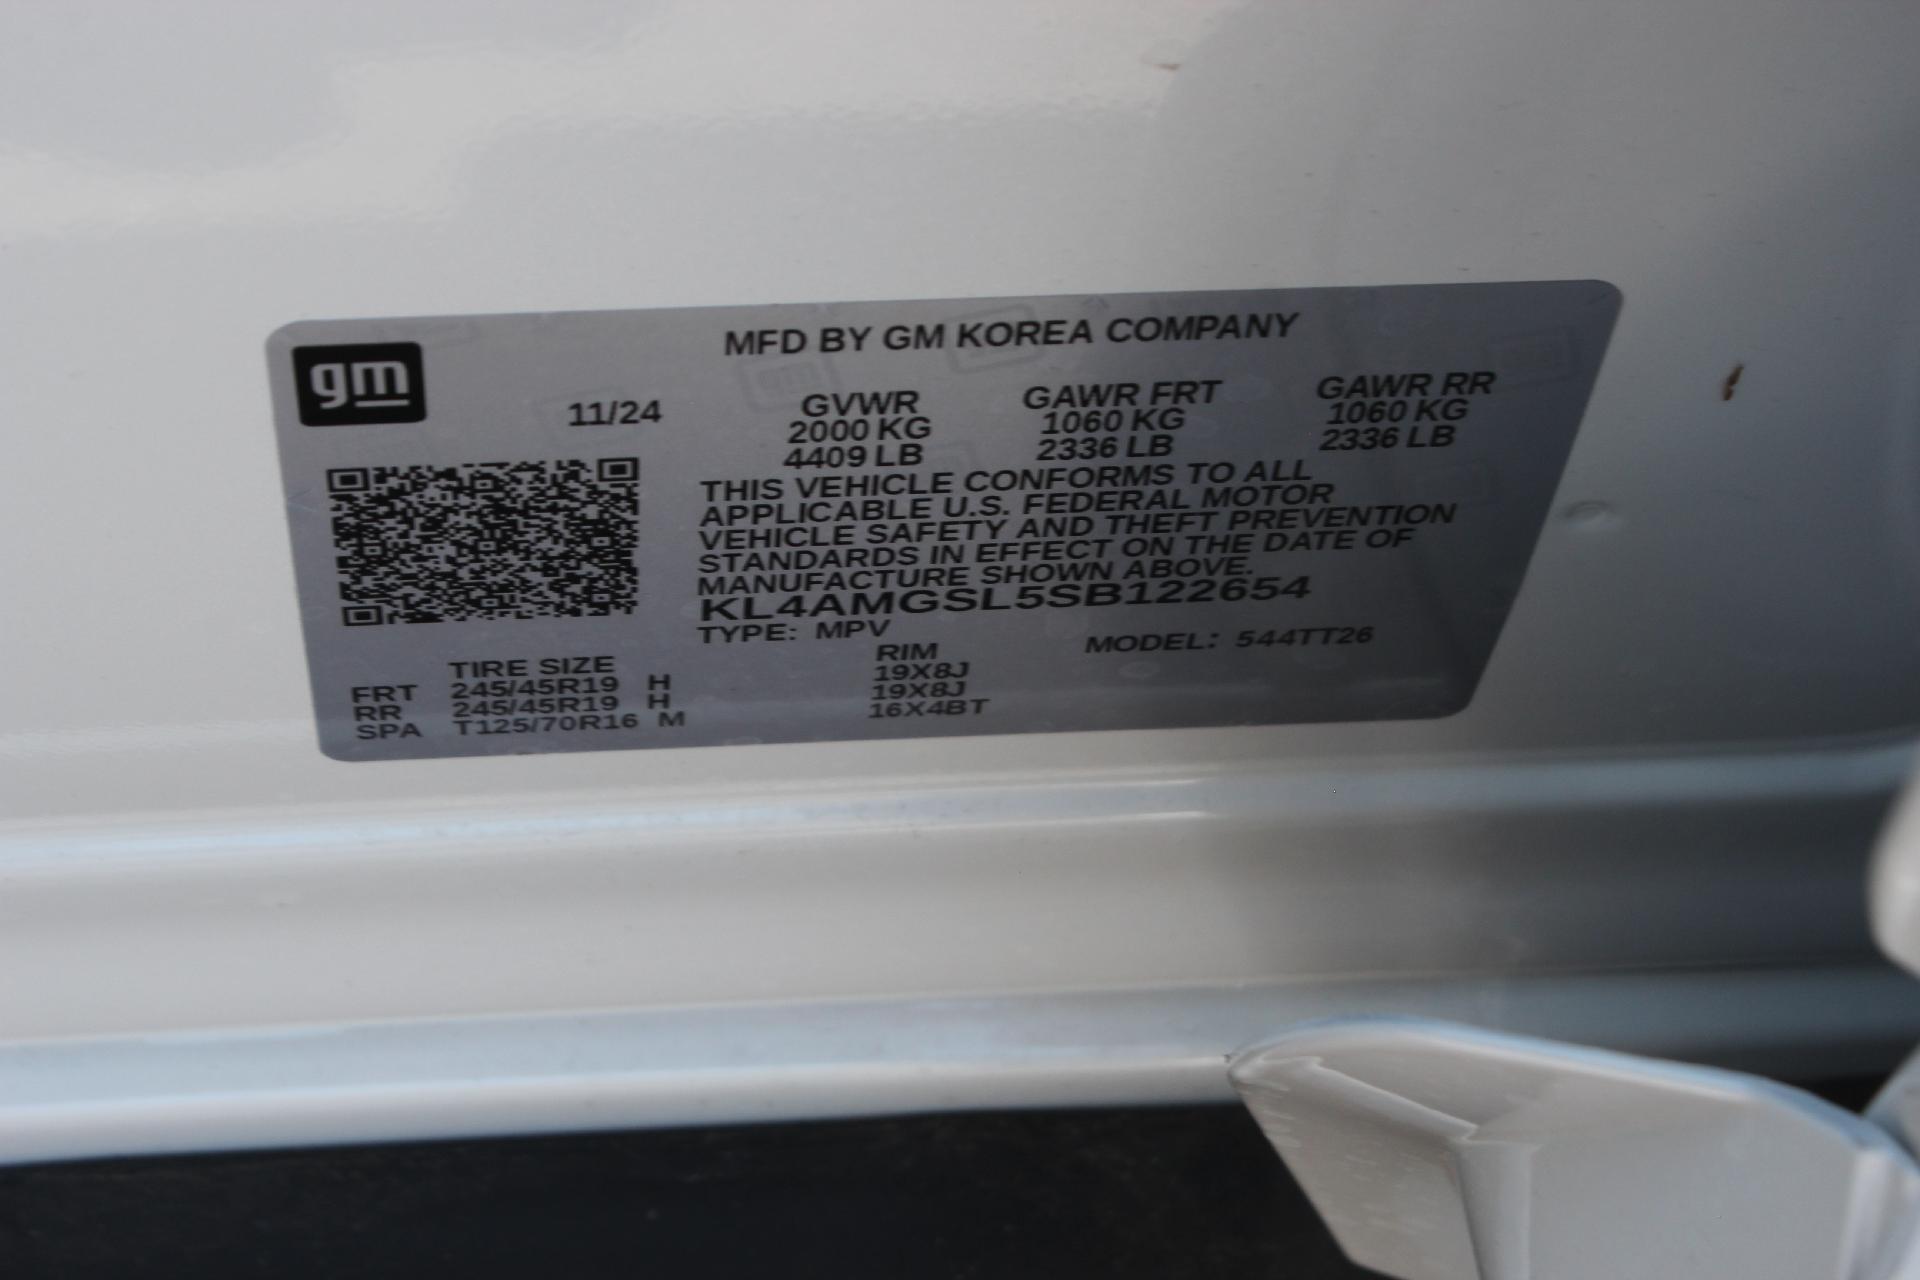 MFD BY GM KOREA COMPANY
gm
11/24 GVWR GAWR FRT GAWR RR
2000 KG 1060 KG 1060 KG
4409 LB 2336 LB 2336 LB
THIS VEHICLE CONFORMS TO ALL
APPLICABLE U.S. FEDERAL MOTOR
VEHICLE SAFETY AND THEFT PREVENTION
STANDARDS IN EFFECT ON THE DATE OF
MANUFACTURE SHOWN ABOVE.
KL4AMGSL5SB122654
TYPE: MPV MODEL: 544TT26
TIRE SIZE RIM
FRT 245/45R19 H 19X8J
RR 245/45R19 H 19X8J
SPA T125/70R16 M 16X4BT